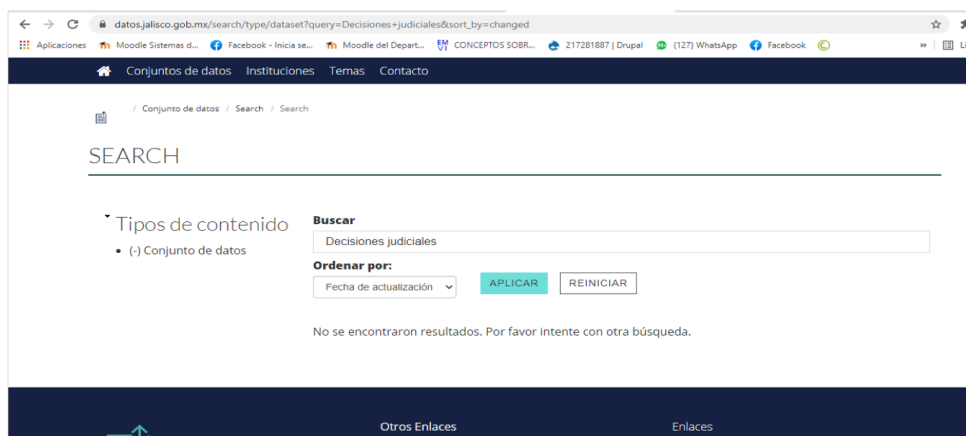 datos.jalisco.gob.mx/search/type/dataset?query=Decisiones+judiciales&sort_by=changed
Aplicaciones Moodle Sistemas d... Facebook - Inicia se... Moodle del Depart... CONCEPTOS SOBR... 217281887 | Drupal (127) WhatsApp Facebook » Li
Conjuntos de datos Instituciones Temas Contacto
/ Conjunto de datos / Search / Search
SEARCH
Tipos de contenido
• (-) Conjunto de datos
Buscar
Decisiones judiciales
Ordenar por:
Fecha de actualización APLICAR REINICIAR
No se encontraron resultados. Por favor intente con otra búsqueda.
Otros Enlaces Enlaces